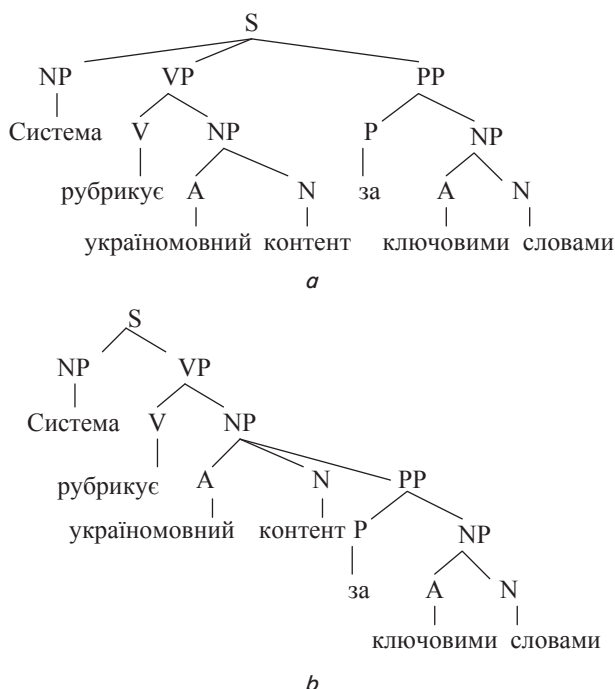 S
NP VP PP
Система V NP P NP
рубрикує A N за A N
україномовний контент ключовими словами
a
S
NP VP
Система V NP
рубрикує A N PP
україномовний контент P NP
за A N
ключовими словами
b